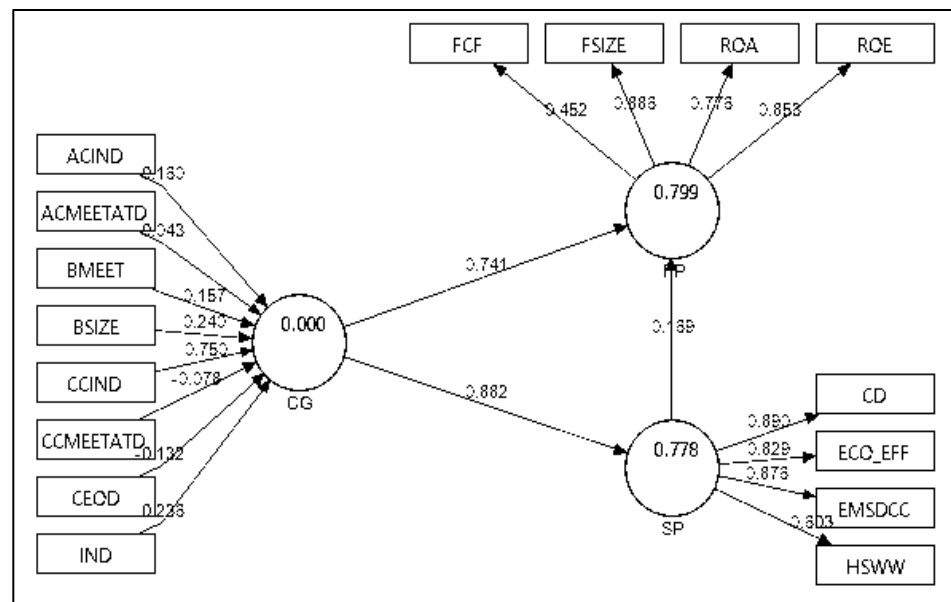 FCF
FSIZE
ROA
ROE
0.452
0.886
0.776
0.853
ACIND
0.160
ACMEETATD
0.043
BMEET
0.157
BSIZE
0.240
CCIND
0.750
CCMEETATD
-0.078
CEOD
-0.132
IND
0.236
0.000
CG
0.741
0.882
0.799
0.169
0.778
SP
CD
0.890
ECO_EFF
0.829
EMSDCC
0.876
HSWW
0.603